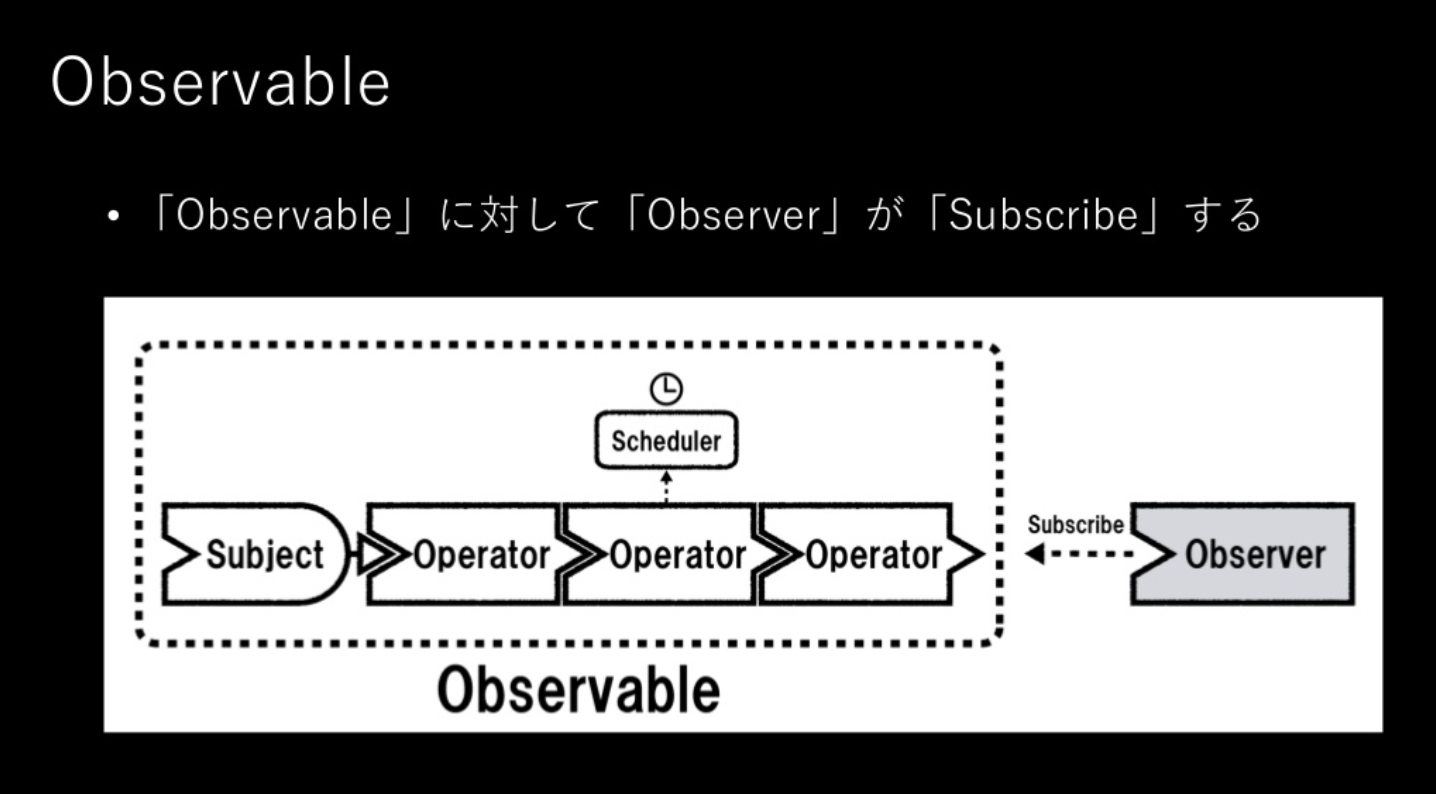 Observable
• 「Observable」に対して「Observer」が「Subscribe」する
Scheduler
Subject
Operator
Operator
Operator
Subscribe
Observer
Observable